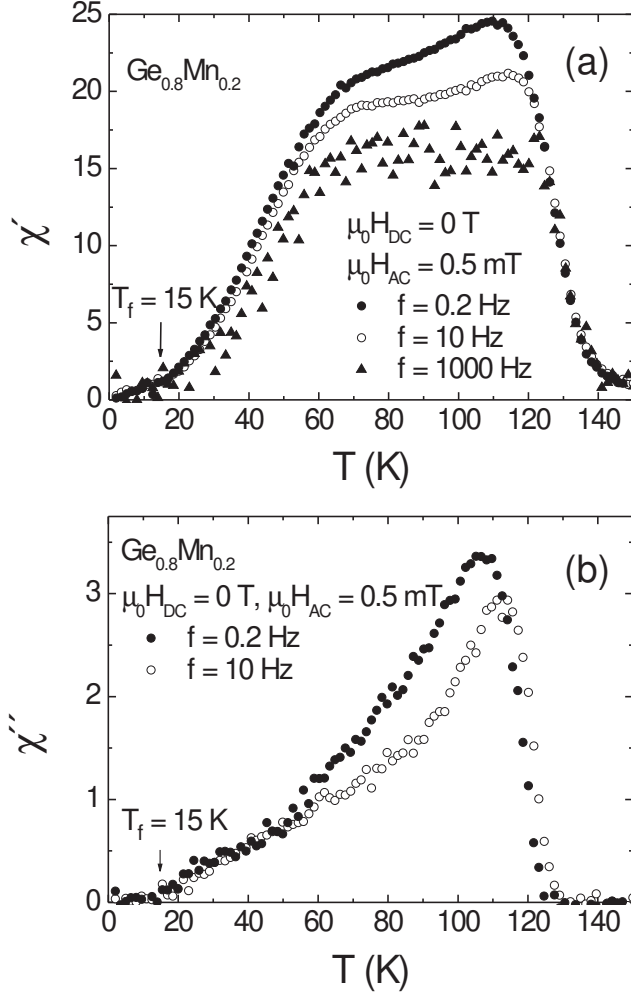 25
20
15
10
5
0
χ′
Ge0.8Mn0.2
(a)
μ0HDC = 0 T
μ0HAC = 0.5 mT
f = 0.2 Hz
f = 10 Hz
f = 1000 Hz
Tf = 15 K
0 20 40 60 80 100 120 140
T (K)
3
2
1
0
χ′′
Ge0.8Mn0.2
(b)
μ0HDC = 0 T, μ0HAC = 0.5 mT
f = 0.2 Hz
f = 10 Hz
Tf = 15 K
0 20 40 60 80 100 120 140
T (K)